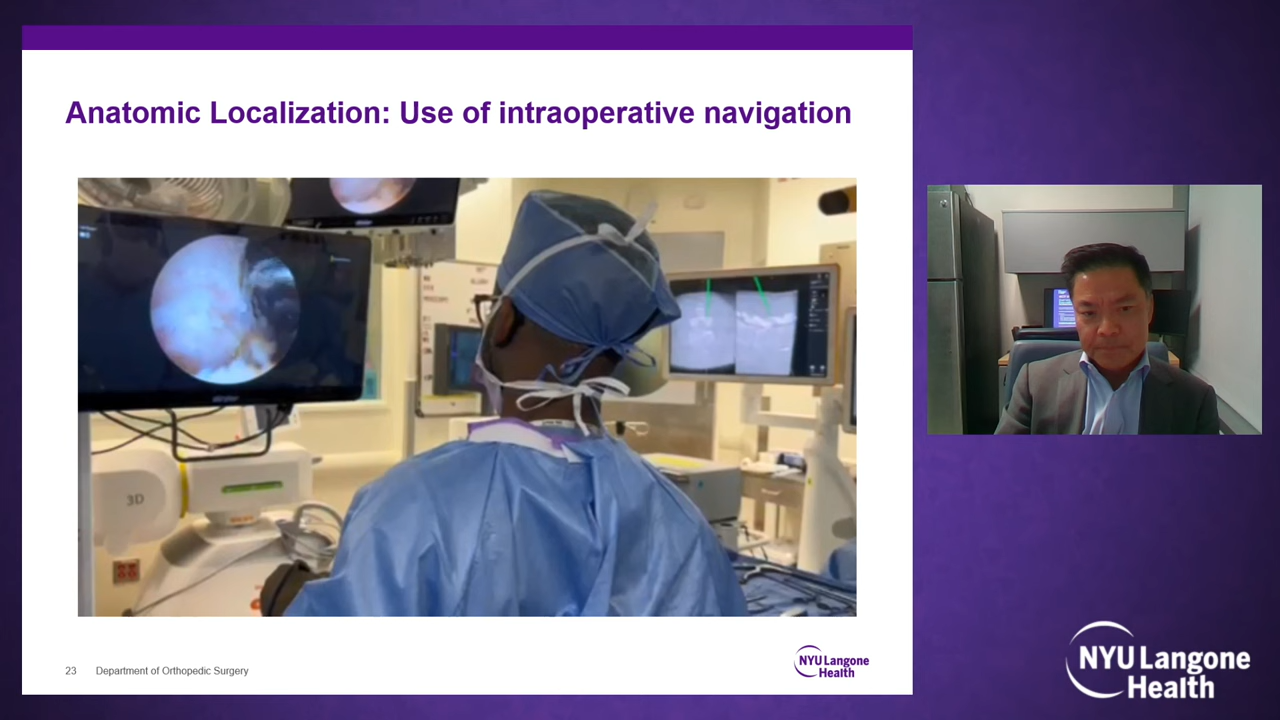 Anatomic Localization: Use of intraoperative navigation
3D
23 Department of Orthopedic Surgery
NYU Langone
Health
NYU Langone
Health